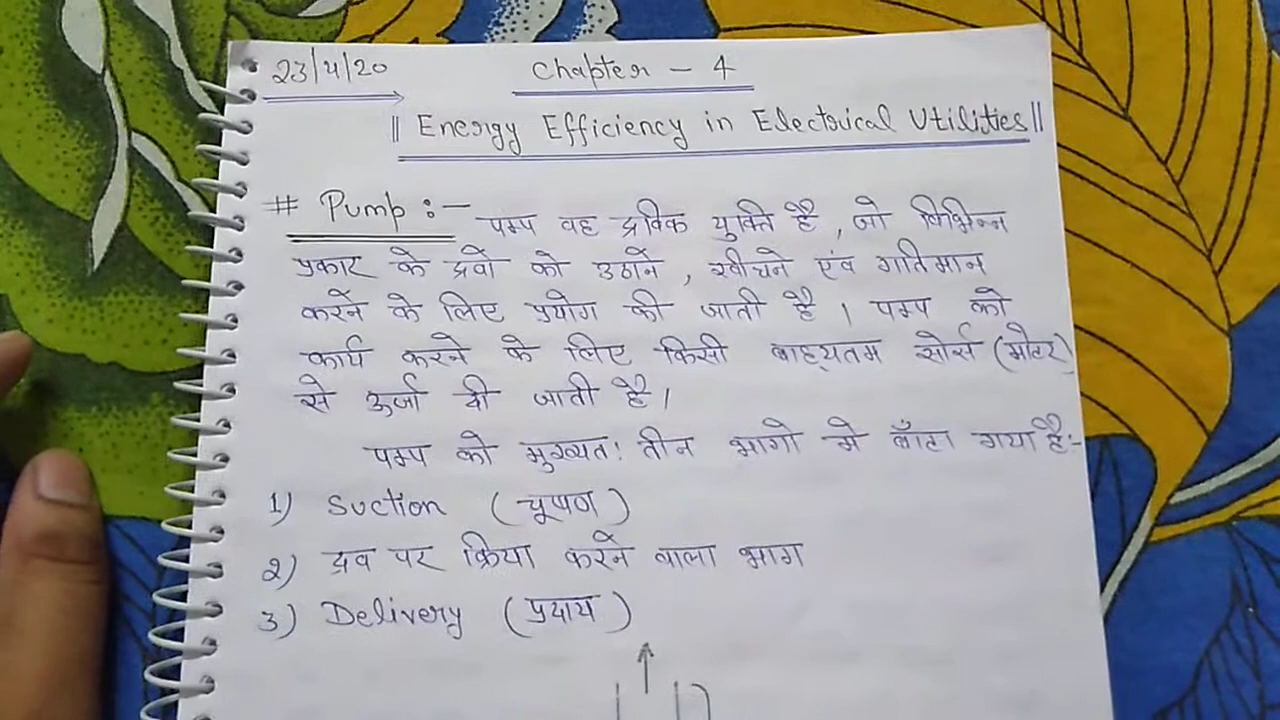 23/4/20
Chapter - 4
|| Energy Efficiency in Electrical Utilities ||
# Pump :- पम्प वह द्रविक युक्ति है, जो विभिन्न
प्रकार के द्रवो को उठाने, खीचने एंव गतिमान
करने के लिए प्रयोग की जाती है। पम्प को
कार्य करने के लिए किसी बाह्यतम सोर्स (मोटर)
से ऊर्जा दी जाती है।
पम्प को मुख्यत: तीन भागो मे बाँटा गया है:-
1) Suction (चूषण)
2) द्रव पर क्रिया करने वाला भाग
3) Delivery (प्रदाय)